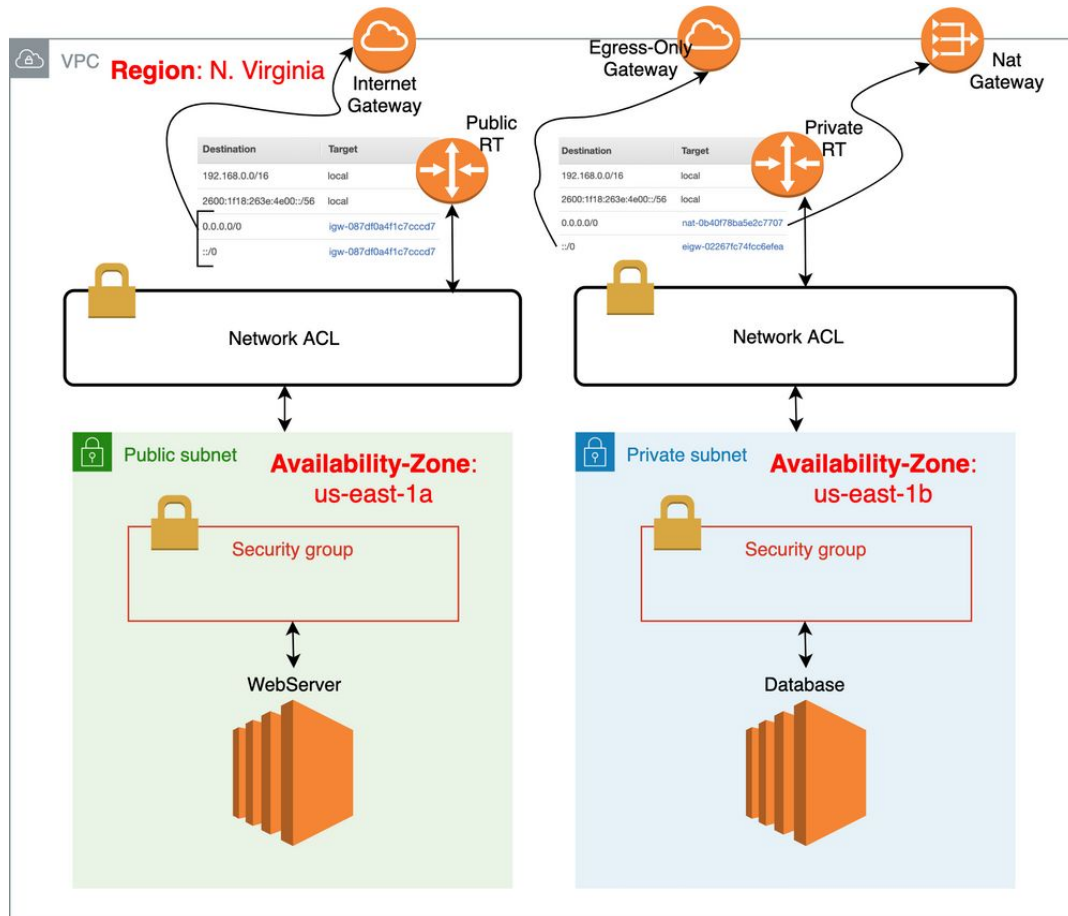 VPC
Region: N. Virginia
Internet
Gateway
Egress-Only
Gateway
Nat
Gateway
Public
RT
Destination Target
192.168.0.0/16 local
2600:1f18:263e:4e00::/56 local
0.0.0.0/0 igw-087df0a4f1c7cccd7
::/0 igw-087df0a4f1c7cccd7
Private
RT
Destination Target
192.168.0.0/16 local
2600:1f18:263e:4e00::/56 local
0.0.0.0/0 nat-0b40f78ba5e2c7707
::/0 eigw-02267fc74fcc6efea
Network ACL
Network ACL
Public subnet
Availability-Zone:
us-east-1a
Security group
WebServer
Private subnet
Availability-Zone:
us-east-1b
Security group
Database